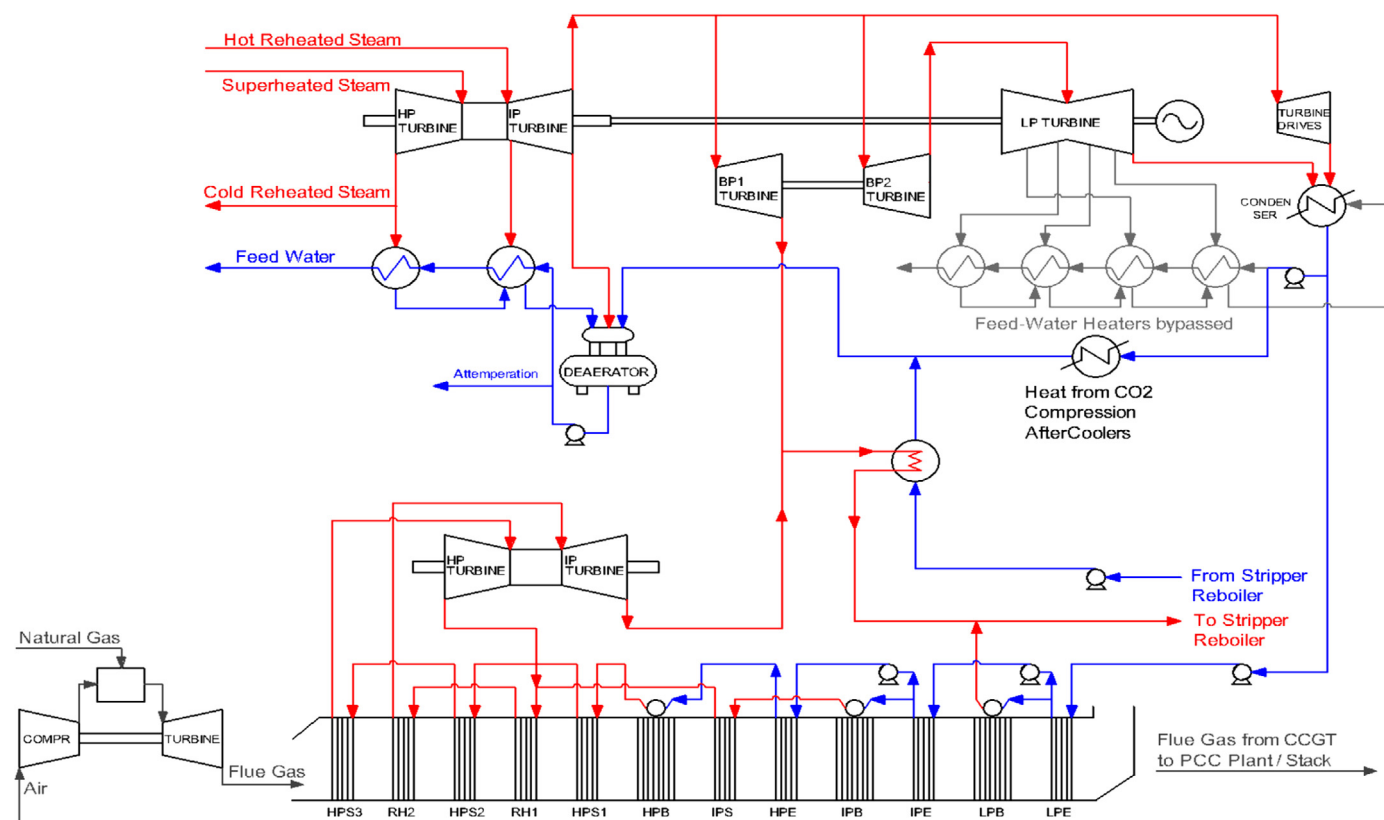 Hot Reheated Steam
Superheated Steam
HP
TURBINE
IP
TURBINE
LP TURBINE
TURBINE
DRIVES
BP1
TURBINE
BP2
TURBINE
Cold Reheated Steam
CONDEN
SER
Feed Water
Feed-Water Heaters bypassed
DEAERATOR
Attemperation
Heat from CO2
Compression
AfterCoolers
HP
TURBINE
IP
TURBINE
From Stripper
Reboiler
To Stripper
Reboiler
Natural Gas
COMPR
TURBINE
Flue Gas
Air
Flue Gas from CCGT
to PCC Plant / Stack
HPS3
RH2
HPS2
RH1
HPS1
HPB
IPS
HPE
IPB
IPE
LPB
LPE